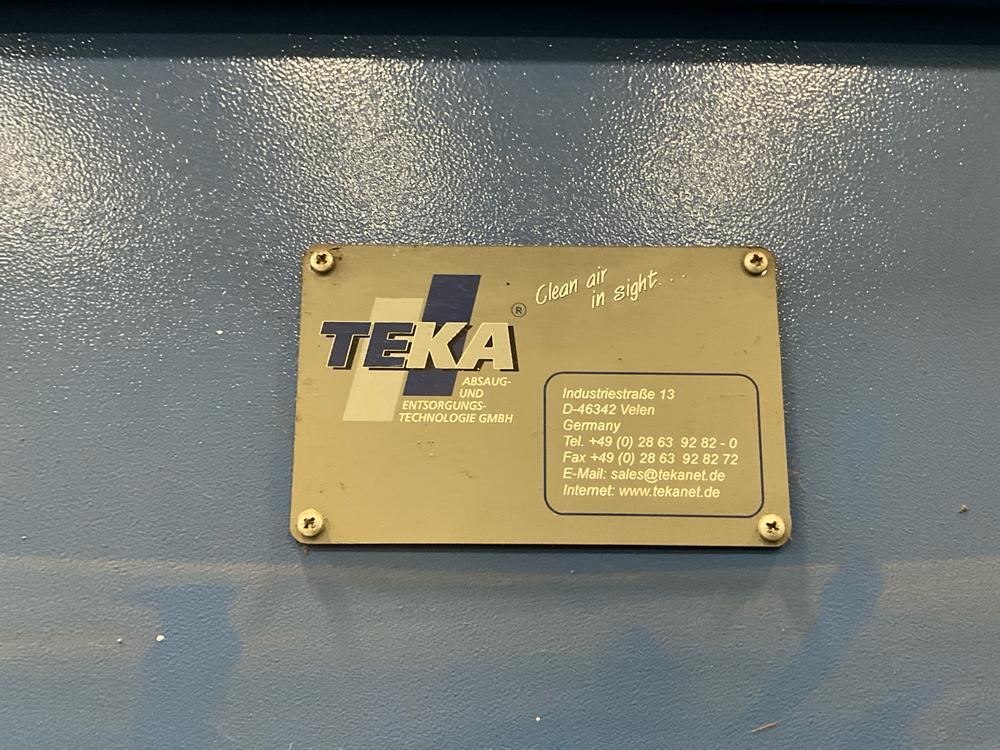 Clean air
in sight...
TEKA®
ABSAUG-
UND
ENTSORGUNGS-
TECHNOLOGIE GMBH
Industriestraße 13
D-46342 Velen
Germany
Tel. +49 (0) 28 63 92 82 - 0
Fax +49 (0) 28 63 92 82 72
E-Mail: sales@tekanet.de
Internet: www.tekanet.de